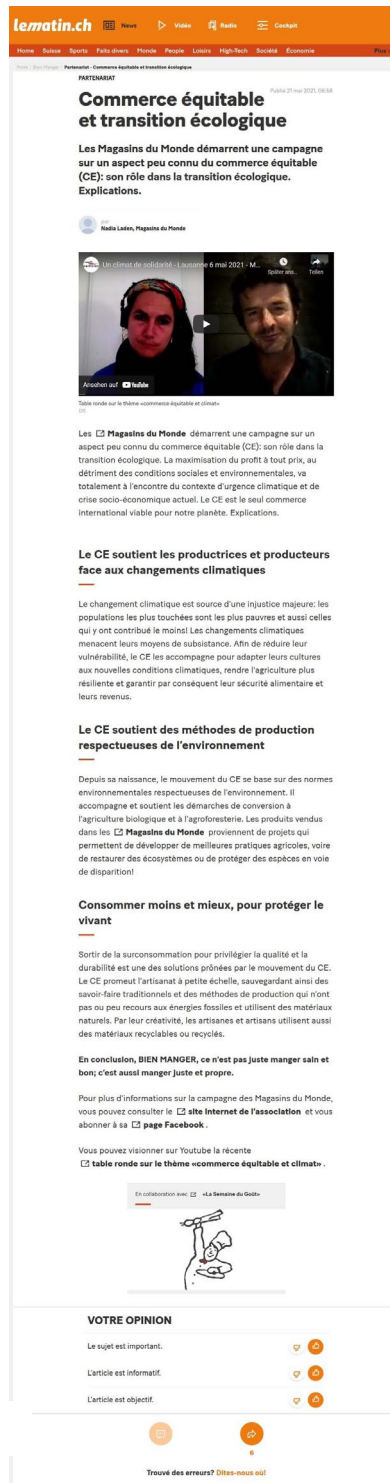 lematin.ch
News
Vidéo
Radio
Cockpit
Home Suisse Sports Faits divers Monde People Loisirs High-Tech Société Économie
Partenariat - Commerce équitable et transition écologique
PARTENARIAT
Publié 21 mai 2021, 06:58
Commerce équitable
et transition écologique
Les Magasins du Monde démarrent une campagne
sur un aspect peu connu du commerce équitable
(CE): son rôle dans la transition écologique.
Explications.
par
Nadia Laden, Magasins du Monde
Un climat de solidarité - Lausanne 6 mai 2021 - M...
Später ans...
Teilen
Ansehen auf YouTube
Table ronde sur le thème «commerce équitable et climat»
CE
Les Magasins du Monde démarrent une campagne sur un
aspect peu connu du commerce équitable (CE): son rôle dans la
transition écologique. La maximisation du profit à tout prix, au
détriment des conditions sociales et environnementales, va
totalement à l'encontre du contexte d'urgence climatique et de
crise socio-économique actuel. Le CE est le seul commerce
international viable pour notre planète. Explications.
Le CE soutient les productrices et producteurs
face aux changements climatiques
Le changement climatique est source d'une injustice majeure: les
populations les plus touchées sont les plus pauvres et aussi celles
qui y ont contribué le moins! Les changements climatiques
menacent leurs moyens de subsistance. Afin de réduire leur
vulnérabilité, le CE les accompagne pour adapter leurs cultures
aux nouvelles conditions climatiques, rendre l'agriculture plus
résiliente et garantir par conséquent leur sécurité alimentaire et
leurs revenus.
Le CE soutient des méthodes de production
respectueuses de l'environnement
Depuis sa naissance, le mouvement du CE se base sur des normes
environnementales respectueuses de l'environnement. Il
accompagne et soutient les démarches de conversion à
l'agriculture biologique et à l'agroforesterie. Les produits vendus
dans les Magasins du Monde proviennent de projets qui
permettent de développer de meilleures pratiques agricoles, voire
de restaurer des écosystèmes ou de protéger des espèces en voie
de disparition!
Consommer moins et mieux, pour protéger le
vivant
Sortir de la surconsommation pour privilégier la qualité et la
durabilité est une des solutions prônées par le mouvement du CE.
Le CE promeut l'artisanat à petite échelle, sauvegardant ainsi des
savoir-faire traditionnels et des méthodes de production qui n'ont
pas ou peu recours aux énergies fossiles et utilisent des matériaux
naturels. Par leur créativité, les artisanes et artisans utilisent aussi
des matériaux recyclables ou recyclés.
En conclusion, BIEN MANGER, ce n'est pas juste manger sain et
bon; c'est aussi manger juste et propre.
Pour plus d'informations sur la campagne des Magasins du Monde,
vous pouvez consulter le site internet de l'association et vous
abonner à sa page Facebook.
Vous pouvez visionner sur Youtube la récente
table ronde sur le thème «commerce équitable et climat».
En collaboration avec «La Semaine du Goût»
VOTRE OPINION
Le sujet est important.
L'article est informatif.
L'article est objectif.
6
Trouvé des erreurs? Dites-nous où!